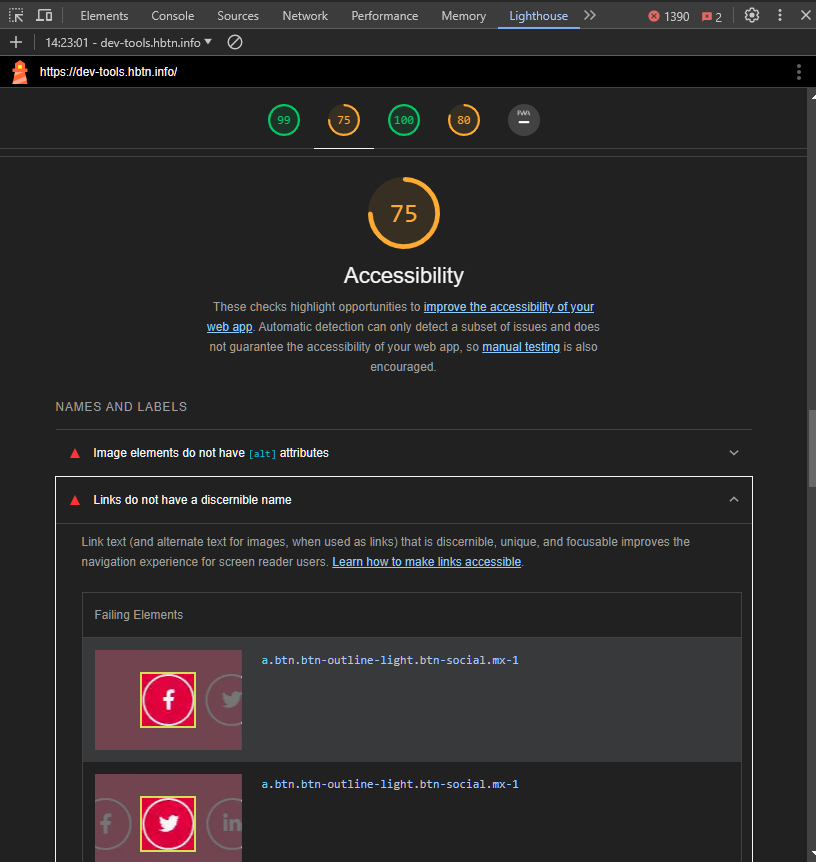 Elements Console Sources Network Performance Memory Lighthouse 1390 2
14:23:01 - dev-tools.hbtn.info
https://dev-tools.hbtn.info/
99 75 100 80 PWA
75
Accessibility
These checks highlight opportunities to improve the accessibility of your
web app. Automatic detection can only detect a subset of issues and does
not guarantee the accessibility of your web app, so manual testing is also
encouraged.
NAMES AND LABELS
Image elements do not have [alt] attributes
Links do not have a discernible name
Link text (and alternate text for images, when used as links) that is discernible, unique, and focusable improves the
navigation experience for screen reader users. Learn how to make links accessible.
Failing Elements
a.btn.btn-outline-light.btn-social.mx-1
f
a.btn.btn-outline-light.btn-social.mx-1
f in